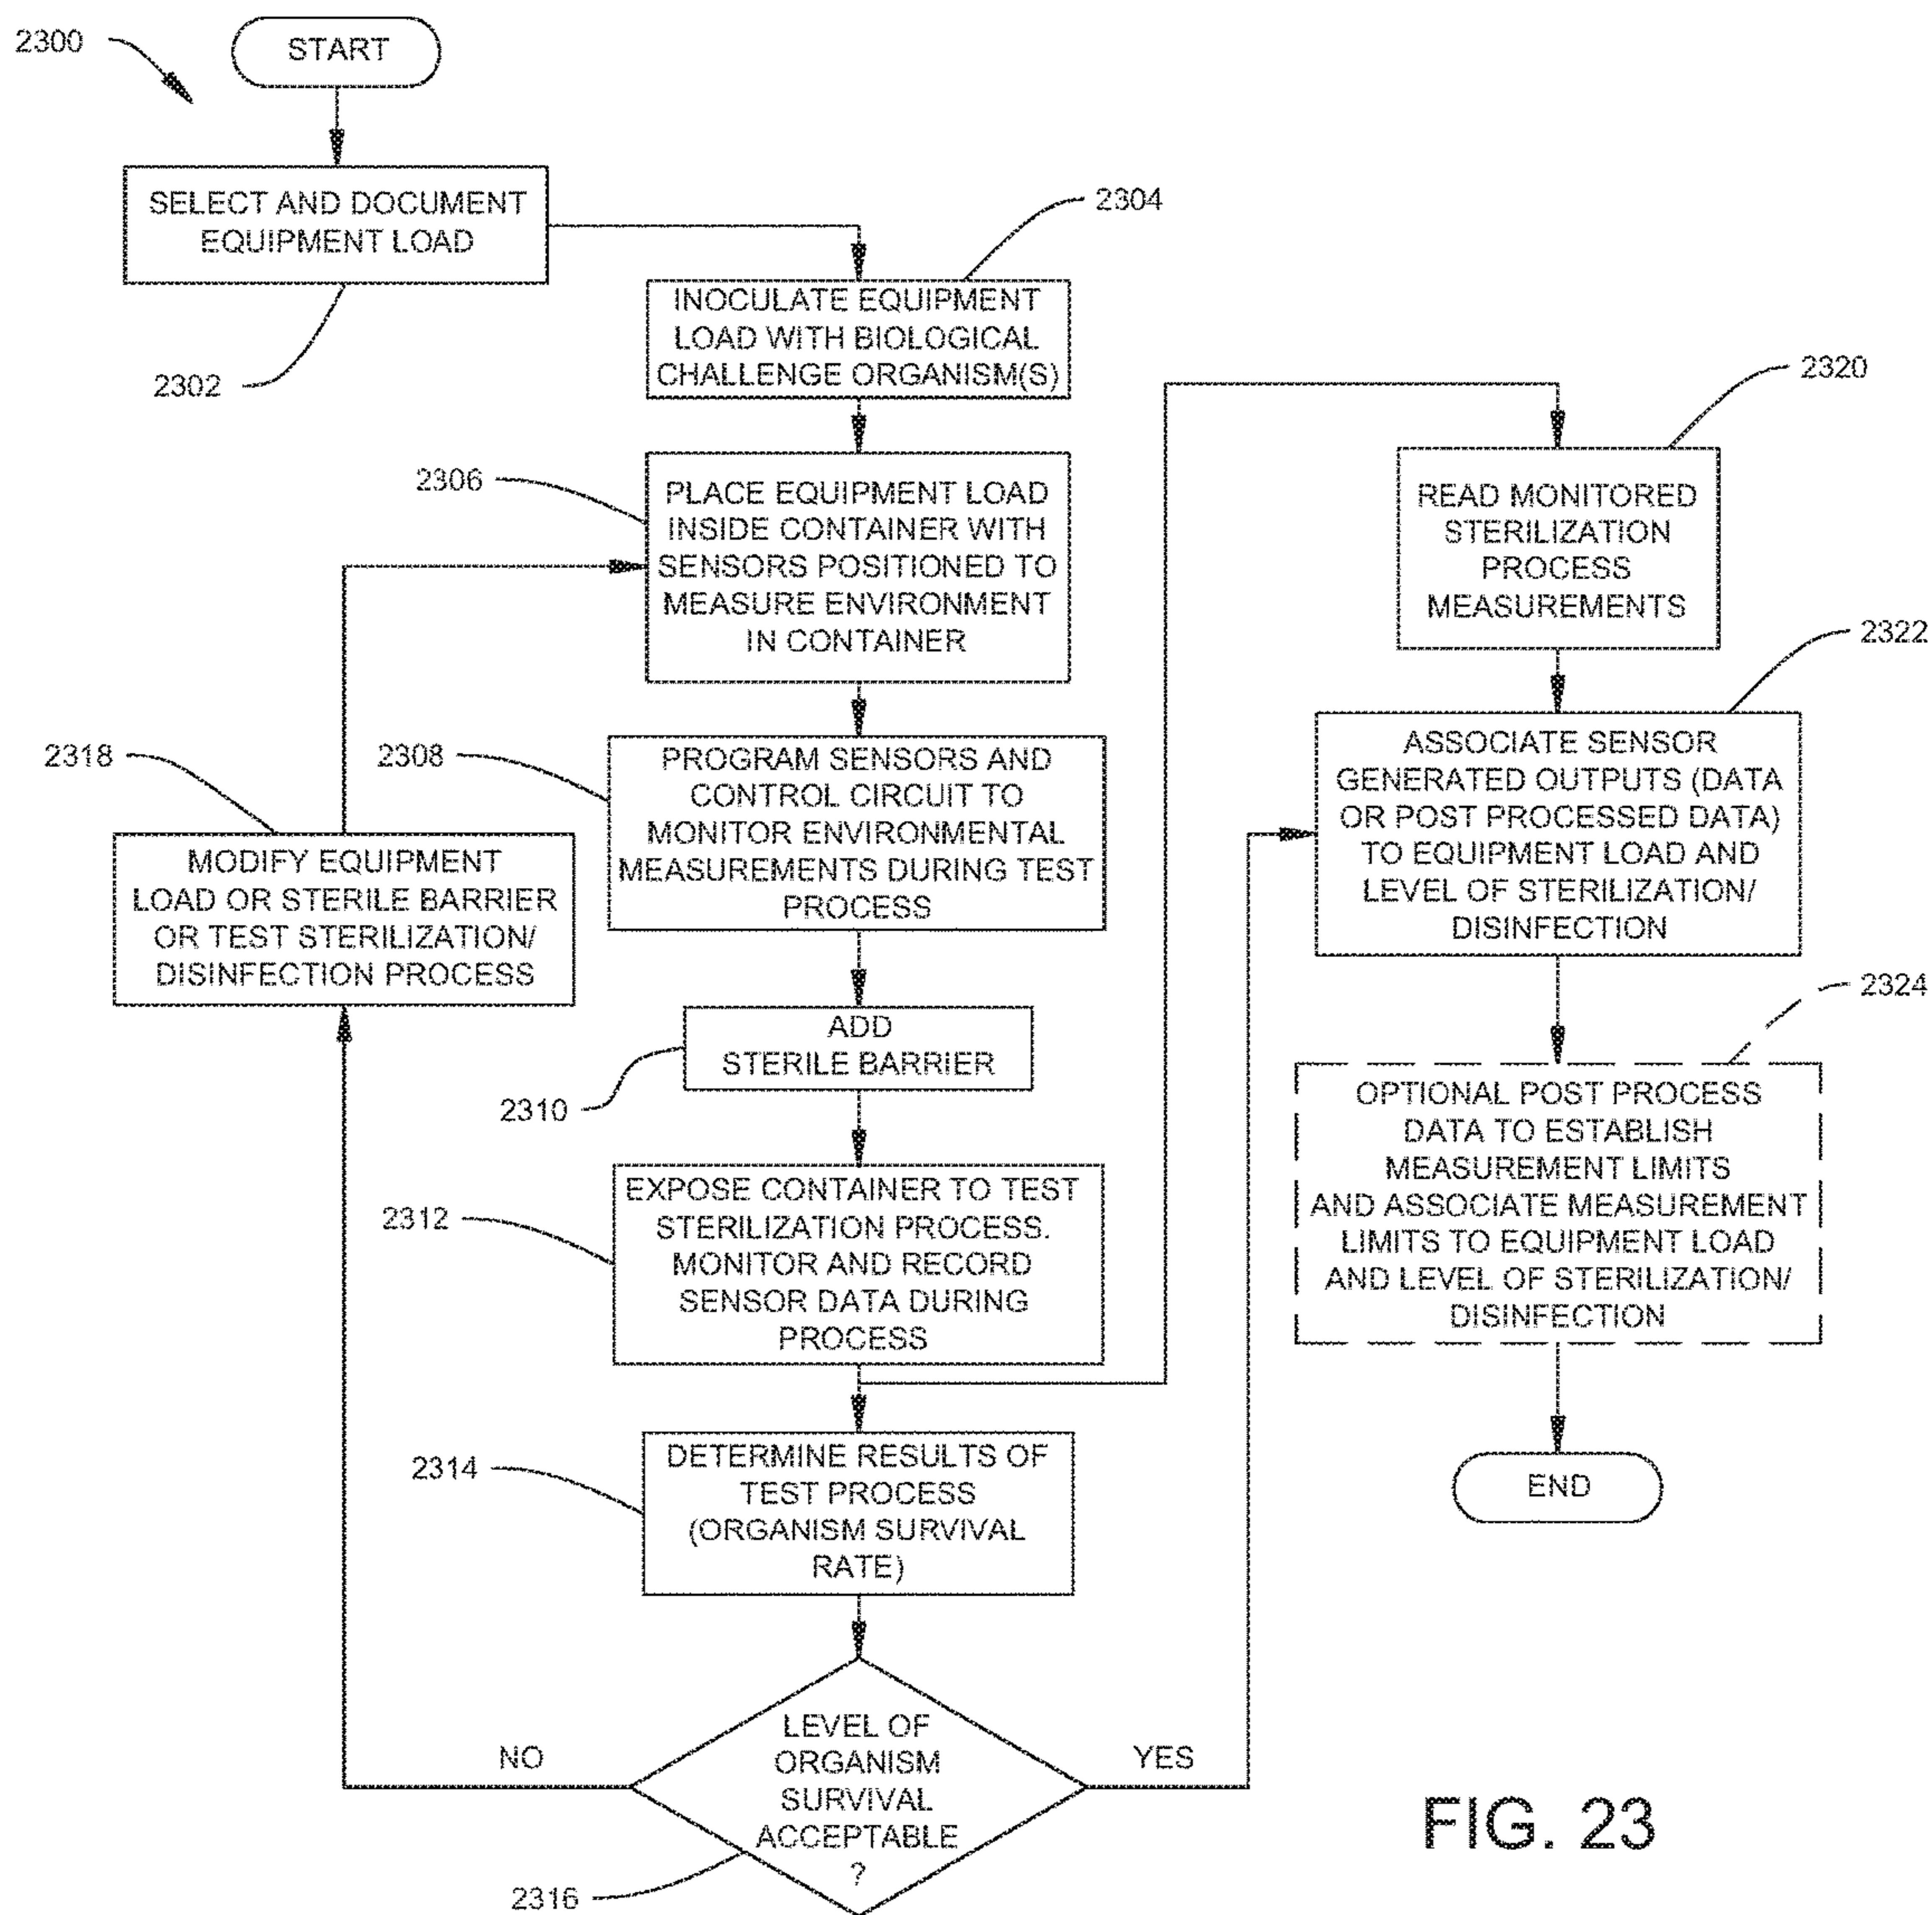 2300
START
SELECT AND DOCUMENT
EQUIPMENT LOAD
2302
2304
INOCULATE EQUIPMENT
LOAD WITH BIOLOGICAL
CHALLENGE ORGANISM(S)
2306
PLACE EQUIPMENT LOAD
INSIDE CONTAINER WITH
SENSORS POSITIONED TO
MEASURE ENVIRONMENT
IN CONTAINER
2308
PROGRAM SENSORS AND
CONTROL CIRCUIT TO
MONITOR ENVIRONMENTAL
MEASUREMENTS DURING TEST
PROCESS
2318
MODIFY EQUIPMENT
LOAD OR STERILE BARRIER
OR TEST STERILIZATION/
DISINFECTION PROCESS
ADD
STERILE BARRIER
2310
2312
EXPOSE CONTAINER TO TEST
STERILIZATION PROCESS.
MONITOR AND RECORD
SENSOR DATA DURING
PROCESS
2314
DETERMINE RESULTS OF
TEST PROCESS
(ORGANISM SURVIVAL
RATE)
LEVEL OF
ORGANISM
SURVIVAL
ACCEPTABLE
?
NO
YES
2316
2320
READ MONITORED
STERILIZATION
PROCESS
MEASUREMENTS
2322
ASSOCIATE SENSOR
GENERATED OUTPUTS (DATA
OR POST PROCESSED DATA)
TO EQUIPMENT LOAD AND
LEVEL OF STERILIZATION/
DISINFECTION
2324
OPTIONAL POST PROCESS
DATA TO ESTABLISH
MEASUREMENT LIMITS
AND ASSOCIATE MEASUREMENT
LIMITS TO EQUIPMENT LOAD
AND LEVEL OF STERILIZATION/
DISINFECTION
END
FIG. 23